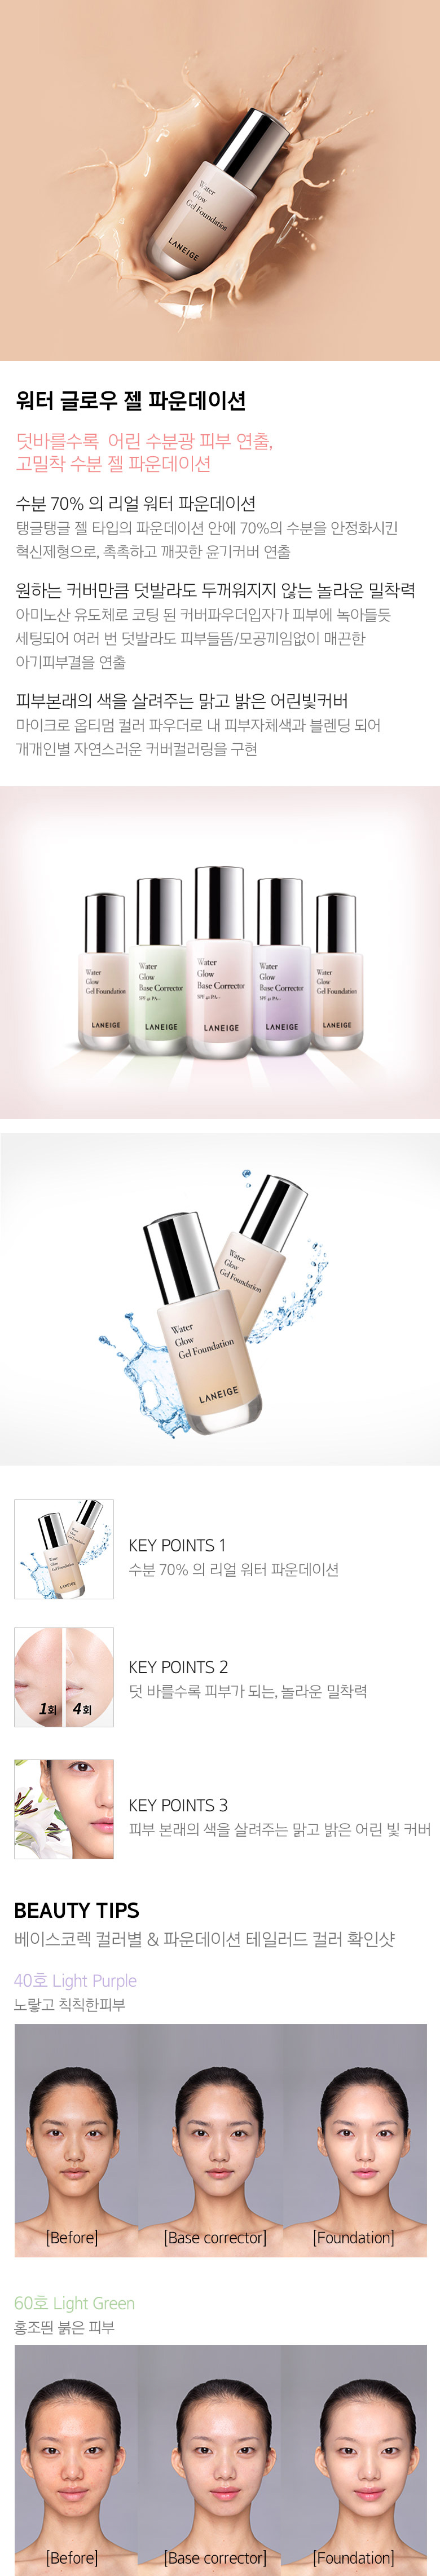 Water
Glow
Gel Foundation
LANEIGE
워터 글로우 젤 파운데이션
덧바를수록 어린 수분광 피부 연출,
고밀착 수분 젤 파운데이션
수분 70% 의 리얼 워터 파운데이션
탱글탱글 젤 타입의 파운데이션 안에 70%의 수분을 안정화시킨
혁신제형으로, 촉촉하고 깨끗한 윤기커버 연출
원하는 커버만큼 덧발라도 두꺼워지지 않는 놀라운 밀착력
아미노산 유도체로 코팅 된 커버파우더입자가 피부에 녹아들듯
세팅되어 여러 번 덧발라도 피부들뜸/모공끼임없이 매끈한
아기피부결을 연출
피부본래의 색을 살려주는 맑고 밝은 어린빛커버
마이크로 옵티멈 컬러 파우더로 내 피부자체색과 블렌딩 되어
개개인별 자연스러운 커버컬러링을 구현
Water
Glow
Gel Foundation
LANEIGE
Water
Glow
Base Corrector
LANEIGE
Water
Glow
Base Corrector
LANEIGE
Water
Glow
Base Corrector
LANEIGE
Water
Glow
Gel Foundation
LANEIGE
Water
Glow
Gel Foundation
Water
Glow
Gel Foundation
LANEIGE
Water
Glow
Gel Foundation
LANEIGE
KEY POINTS 1
수분 70% 의 리얼 워터 파운데이션
1회 4회
KEY POINTS 2
덧 바를수록 피부가 되는, 놀라운 밀착력
KEY POINTS 3
피부 본래의 색을 살려주는 맑고 밝은 어린 빛 커버
BEAUTY TIPS
베이스코렉 컬러별 & 파운데이션 테일러드 컬러 확인샷
40호 Light Purple
노랗고 칙칙한피부
[Before] [Base corrector] [Foundation]
60호 Light Green
홍조띈 붉은 피부
[Before] [Base corrector] [Foundation]